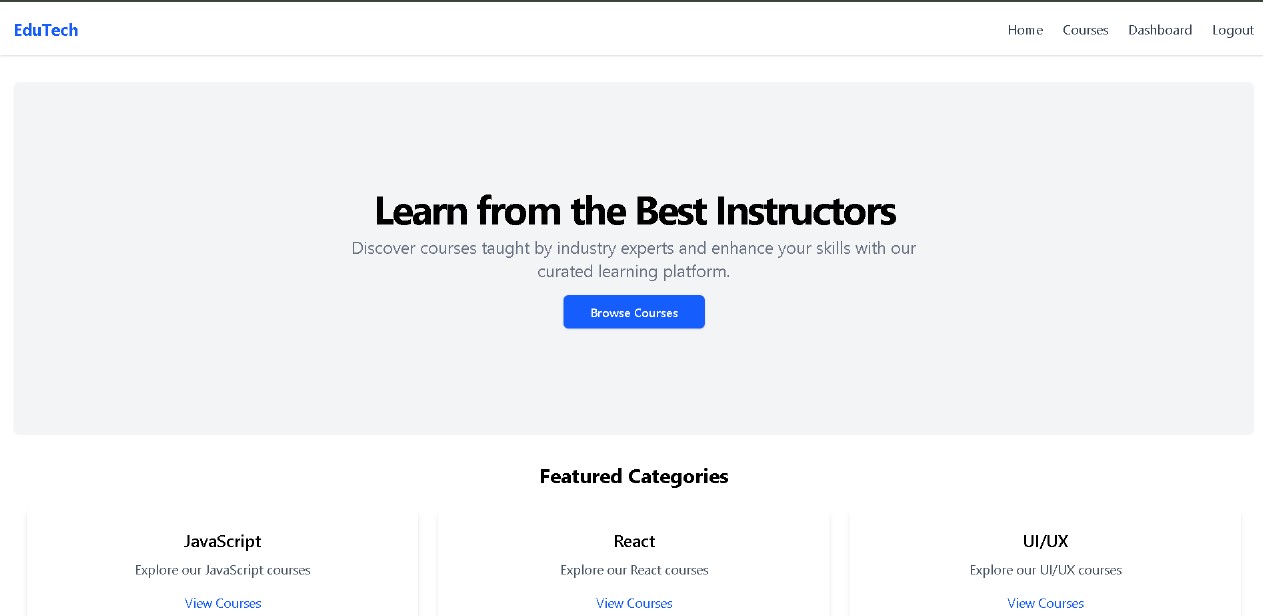 EduTech
Home Courses Dashboard Logout
Learn from the Best Instructors
Discover courses taught by industry experts and enhance your skills with our
curated learning platform.
Browse Courses
Featured Categories
JavaScript
Explore our JavaScript courses
View Courses
React
Explore our React courses
View Courses
UI/UX
Explore our UI/UX courses
View Courses